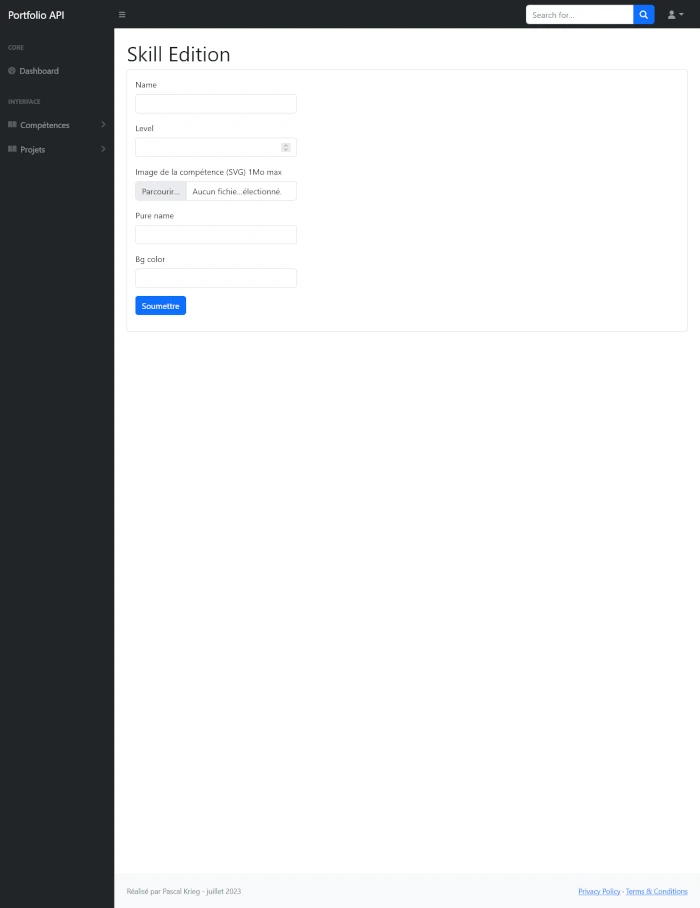 Portfolio API
Search for...
CORE
Dashboard
INTERFACE
Compétences
Projets
Skill Edition
Name
Level
Image de la compétence (SVG) 1Mo max
Parcourir... Aucun fichie...électionné.
Pure name
Bg color
Soumettre
Réalisé par Pascal Krieg - juillet 2023
Privacy Policy · Terms & Conditions